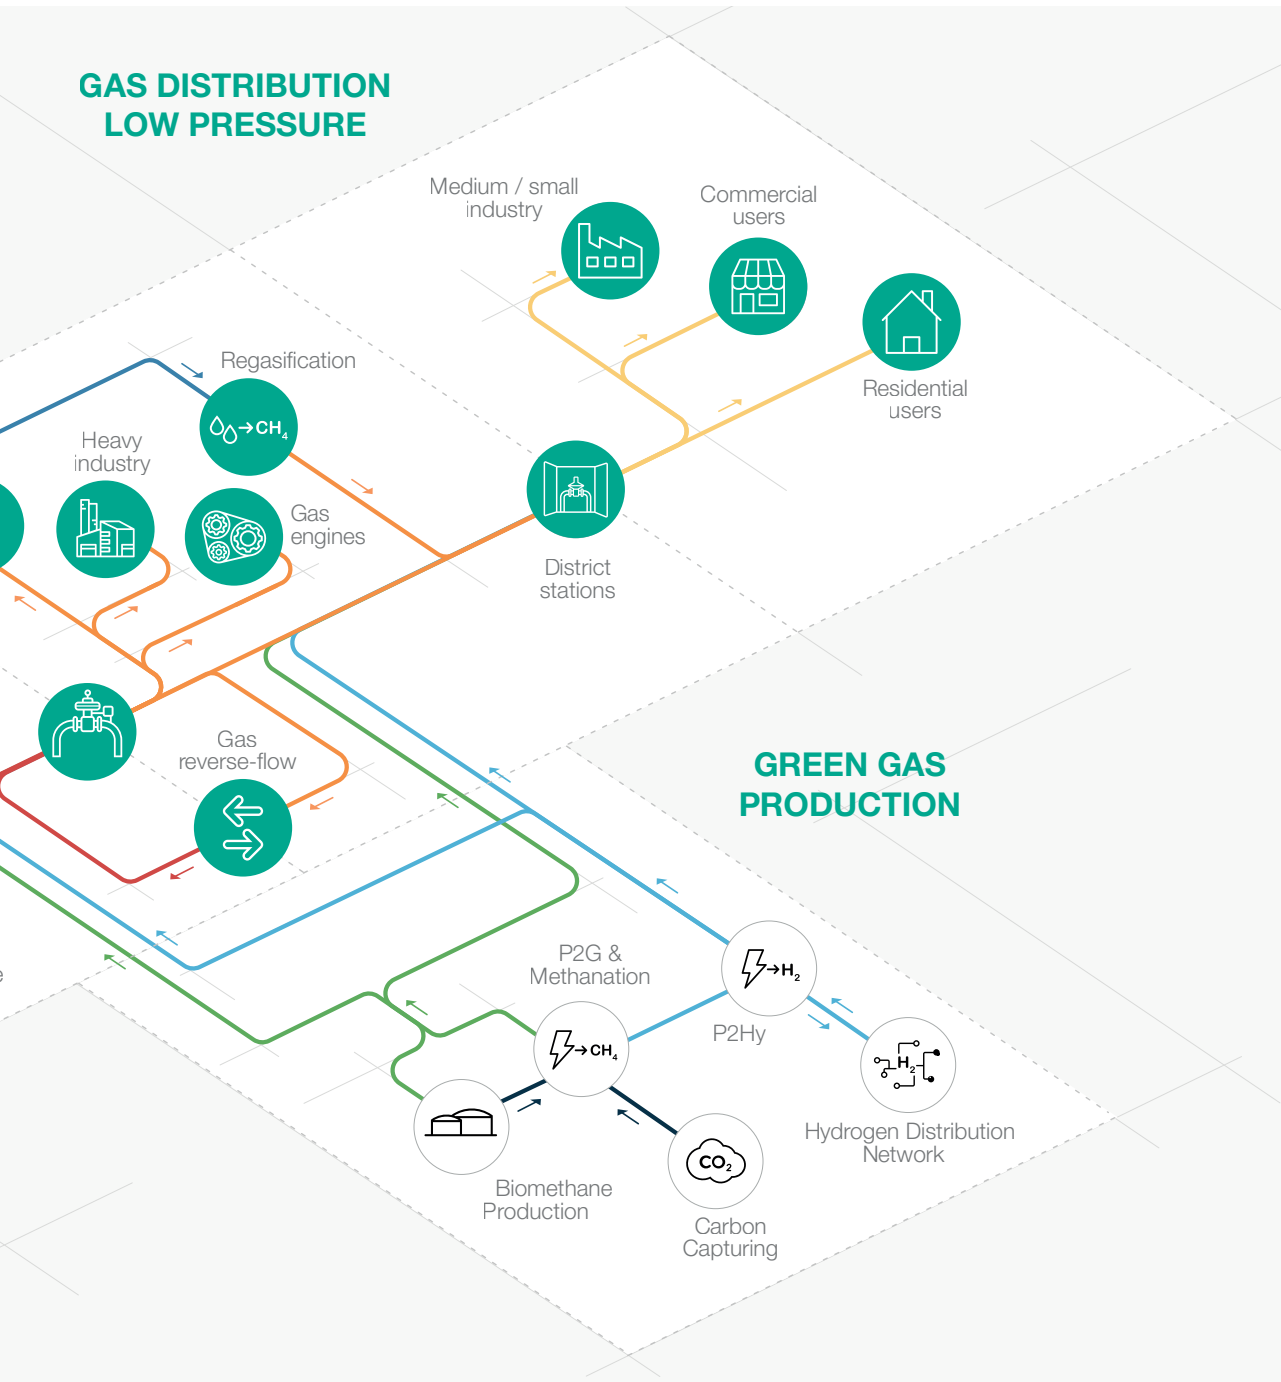 GAS DISTRIBUTION
LOW PRESSURE
Medium / small
industry
Commercial
users
Residential
users
Regasification
→CH4
Heavy
industry
Gas
engines
District
stations
Gas
reverse-flow
GREEN GAS
PRODUCTION
e
P2G &
Methanation
→H2
P2Hy
→CH4
H2
Hydrogen Distribution
Network
CO2
Biomethane
Production
Carbon
Capturing